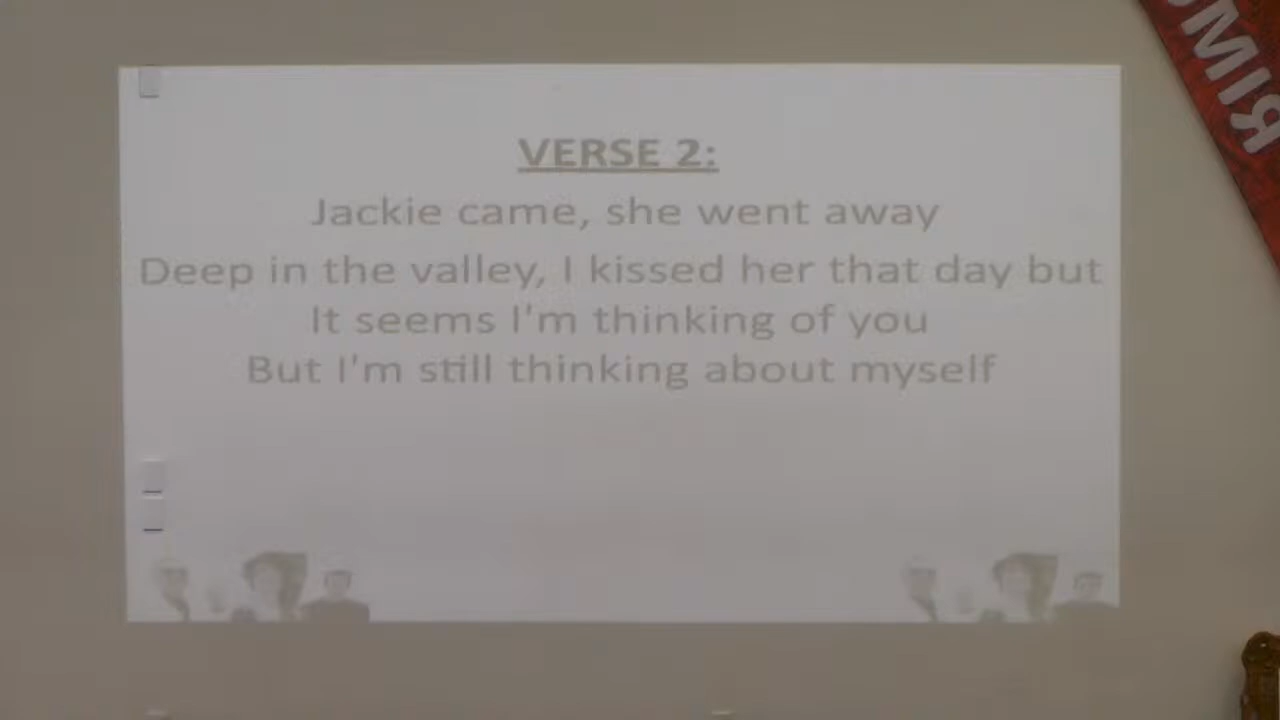 VERSE 2:
Jackie came, she went away
Deep in the valley, I kissed her that day but
It seems I'm thinking of you
But I'm still thinking about myself